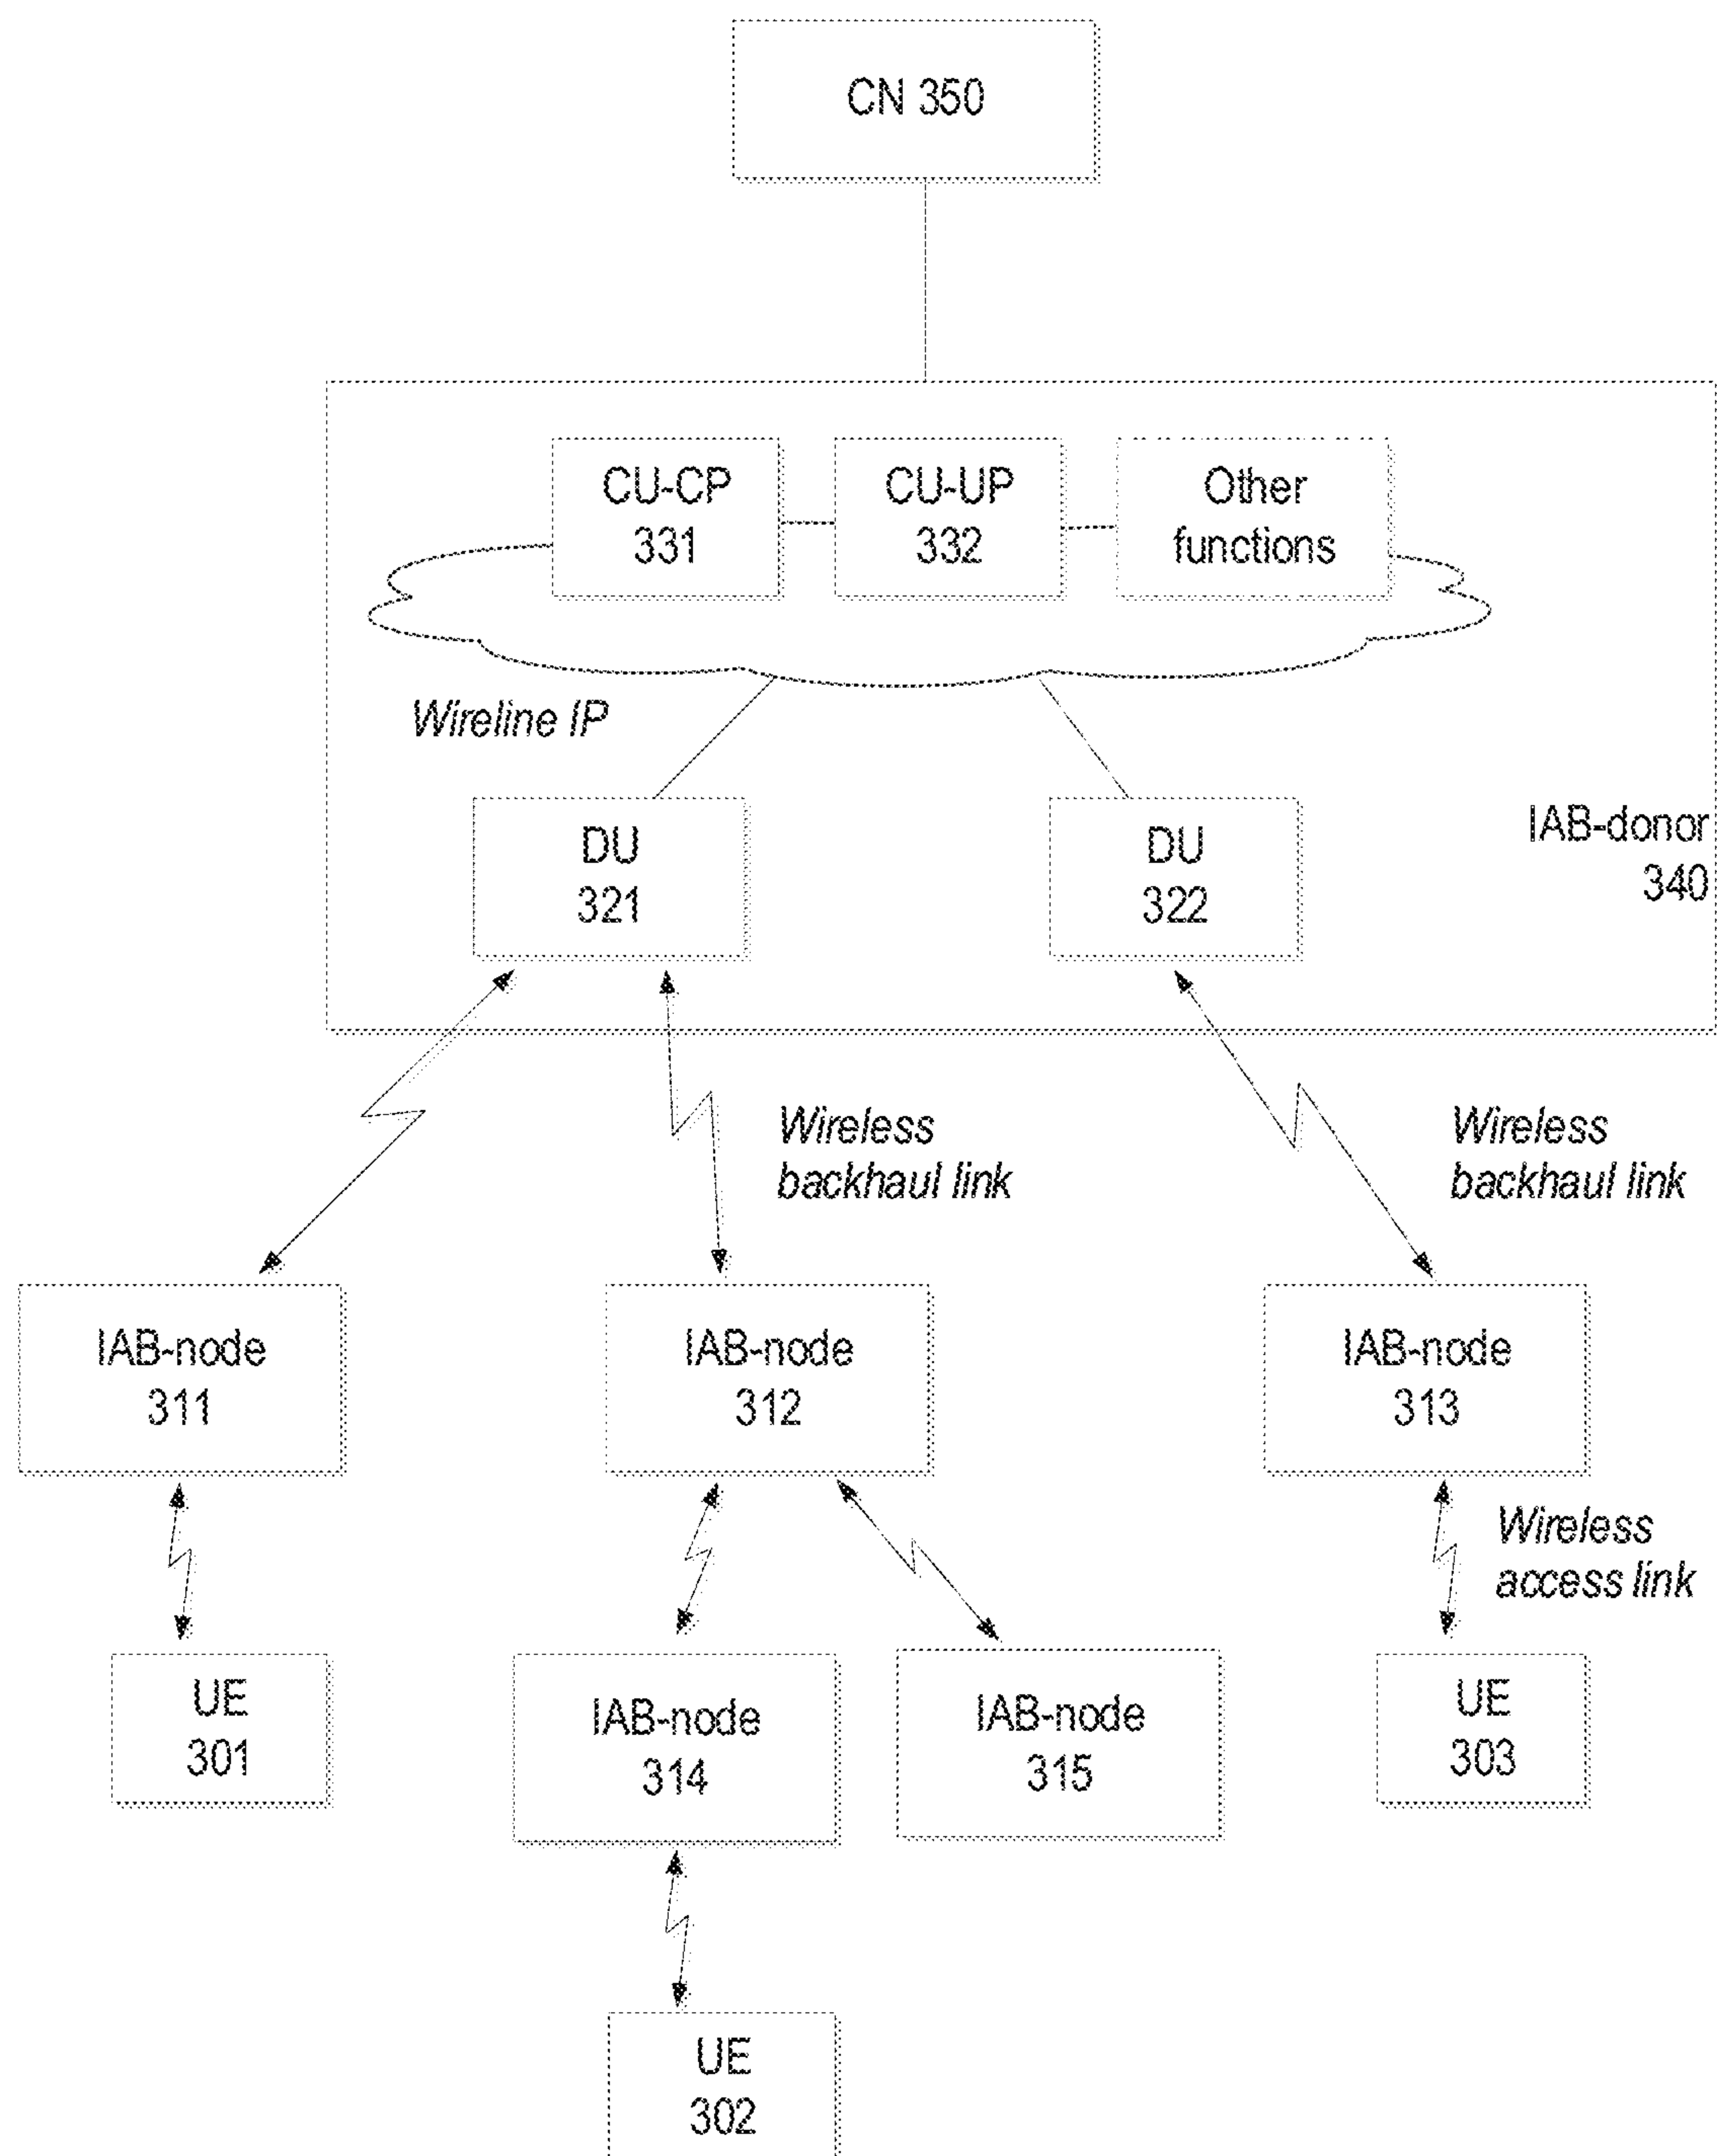 CN 350
CU-CP
331
CU-UP
332
Other
functions
Wireline IP
DU
321
DU
322
IAB-donor
340
Wireless
backhaul link
Wireless
backhaul link
IAB-node
311
IAB-node
312
IAB-node
313
Wireless
access link
UE
301
IAB-node
314
IAB-node
315
UE
303
UE
302